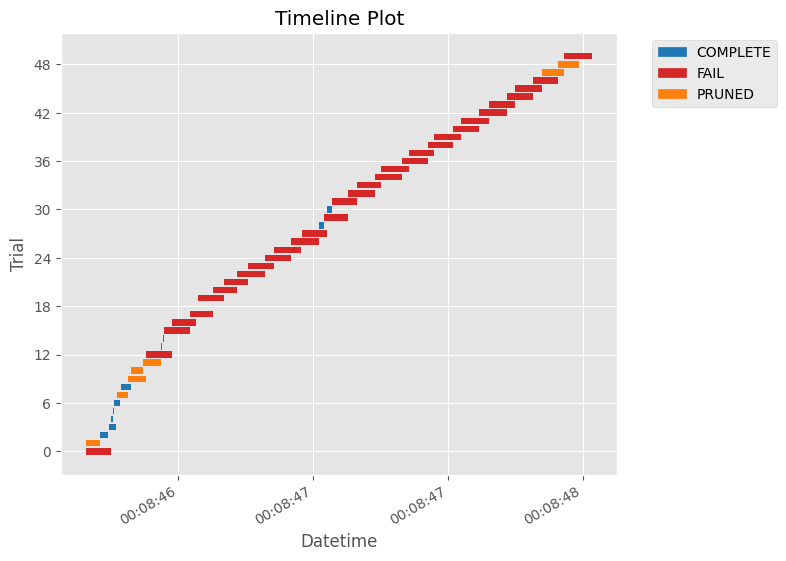 Timeline Plot
COMPLETE
FAIL
PRUNED
48
42
36
30
24
18
12
6
0
Trial
00:08:46
00:08:47
00:08:47
00:08:48
Datetime